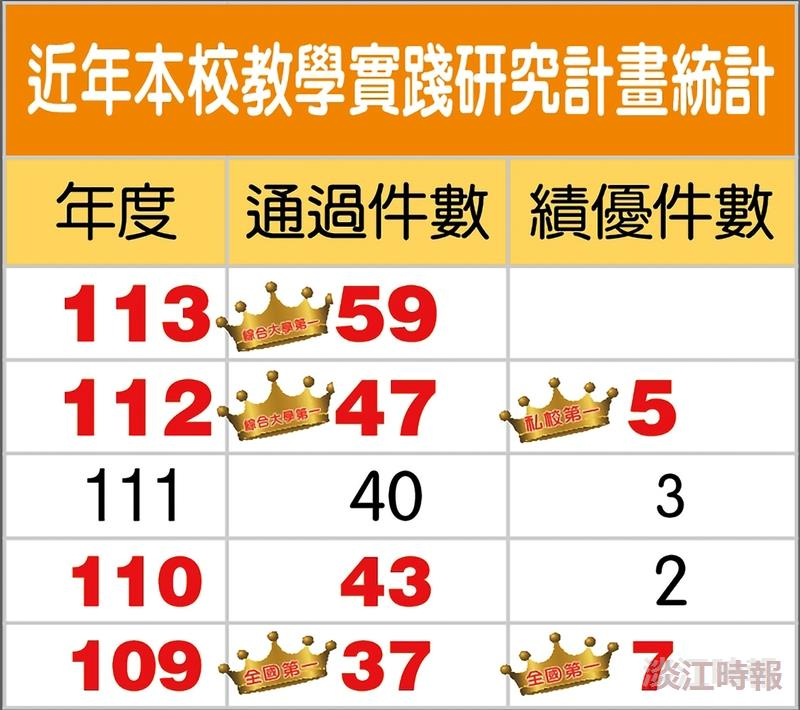 近年本校教學實踐研究計畫統計
年度 通過件數 績優件數
113 綜合大學第一 59
112 綜合大學第一 47 私校第一 5
111 40 3
110 43 2
109 全國第一 37 全國第一 7
淡江時報